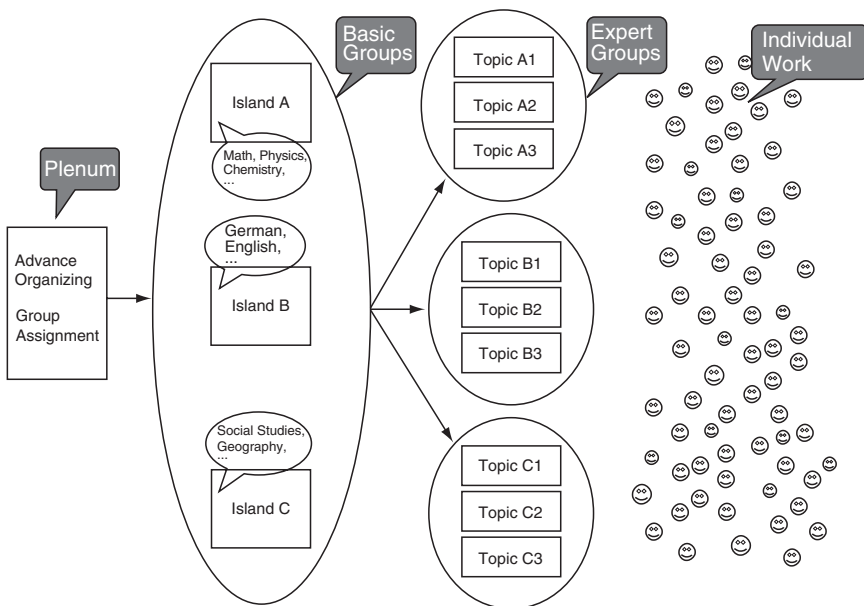 Plenum
Advance
Organizing
Group
Assignment
Basic
Groups
Island A
Math, Physics,
Chemistry,
...
German,
English,
...
Island B
Social Studies,
Geography,
...
Island C
Expert
Groups
Topic A1
Topic A2
Topic A3
Topic B1
Topic B2
Topic B3
Topic C1
Topic C2
Topic C3
Individual
Work